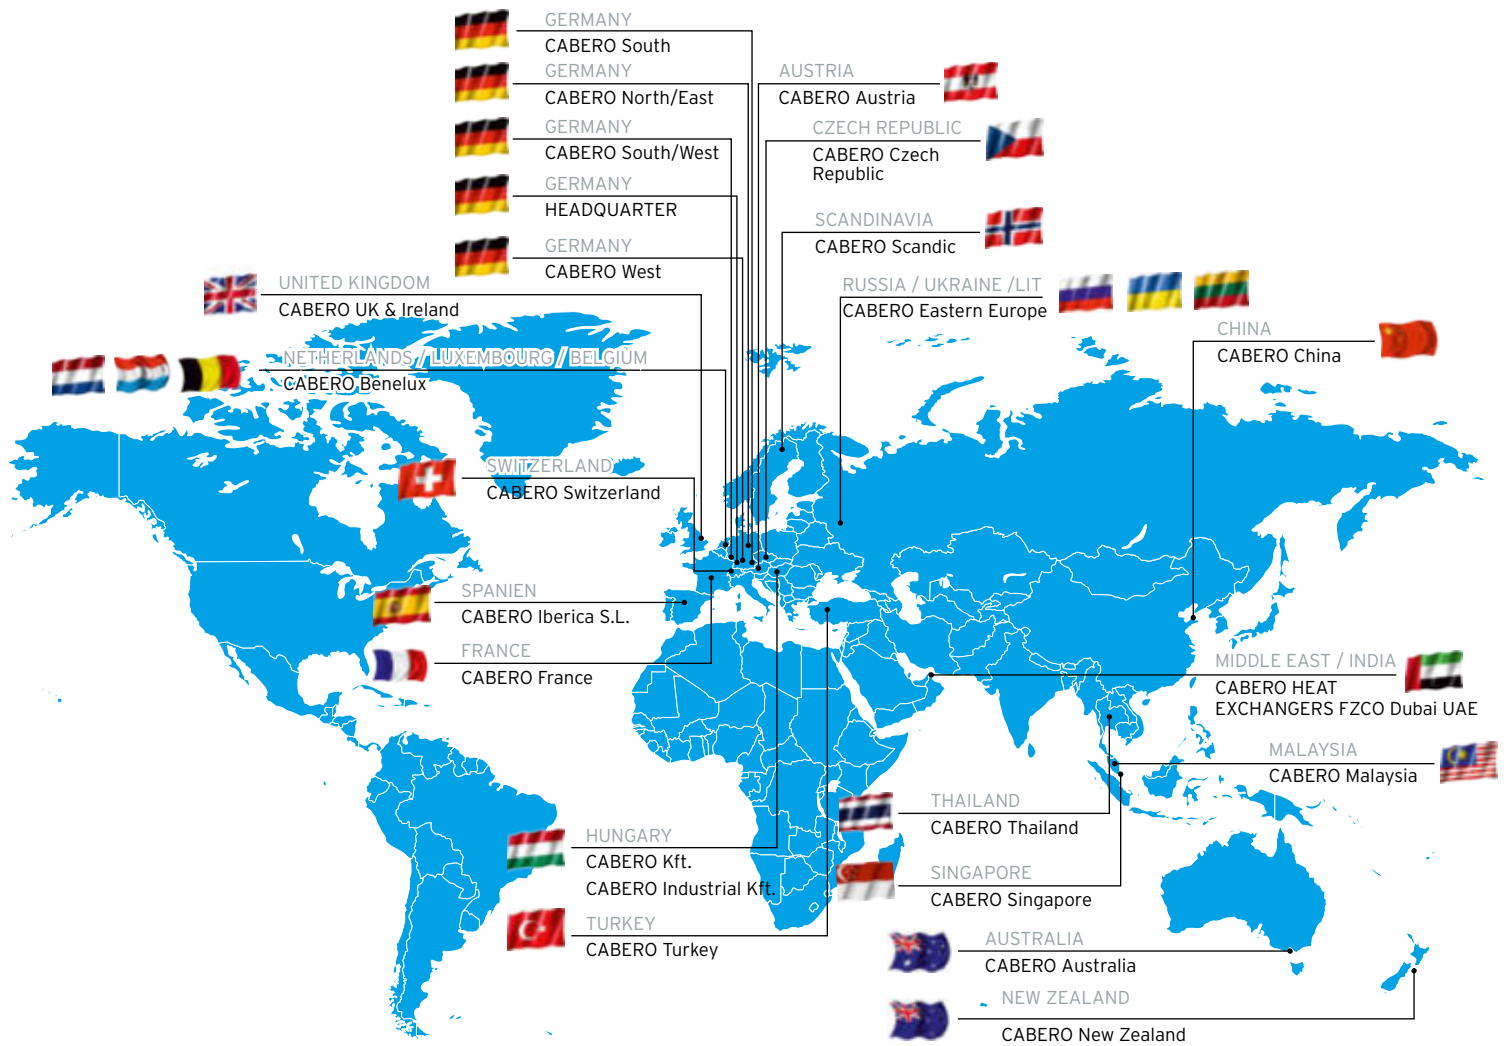 GERMANY
CABERO South
GERMANY
CABERO North/East
GERMANY
CABERO South/West
GERMANY
HEADQUARTER
GERMANY
CABERO West
AUSTRIA
CABERO Austria
CZECH REPUBLIC
CABERO Czech
Republic
SCANDINAVIA
CABERO Scandic
RUSSIA / UKRAINE /LIT
CABERO Eastern Europe
CHINA
CABERO China
UNITED KINGDOM
CABERO UK & Ireland
NETHERLANDS / LUXEMBOURG / BELGIUM
CABERO Benelux
SWITZERLAND
CABERO Switzerland
SPANIEN
CABERO Iberica S.L.
FRANCE
CABERO France
MIDDLE EAST / INDIA
CABERO HEAT
EXCHANGERS FZCO Dubai UAE
MALAYSIA
CABERO Malaysia
THAILAND
CABERO Thailand
HUNGARY
CABERO Kft.
CABERO Industrial Kft.
SINGAPORE
CABERO Singapore
TURKEY
CABERO Turkey
AUSTRALIA
CABERO Australia
NEW ZEALAND
CABERO New Zealand